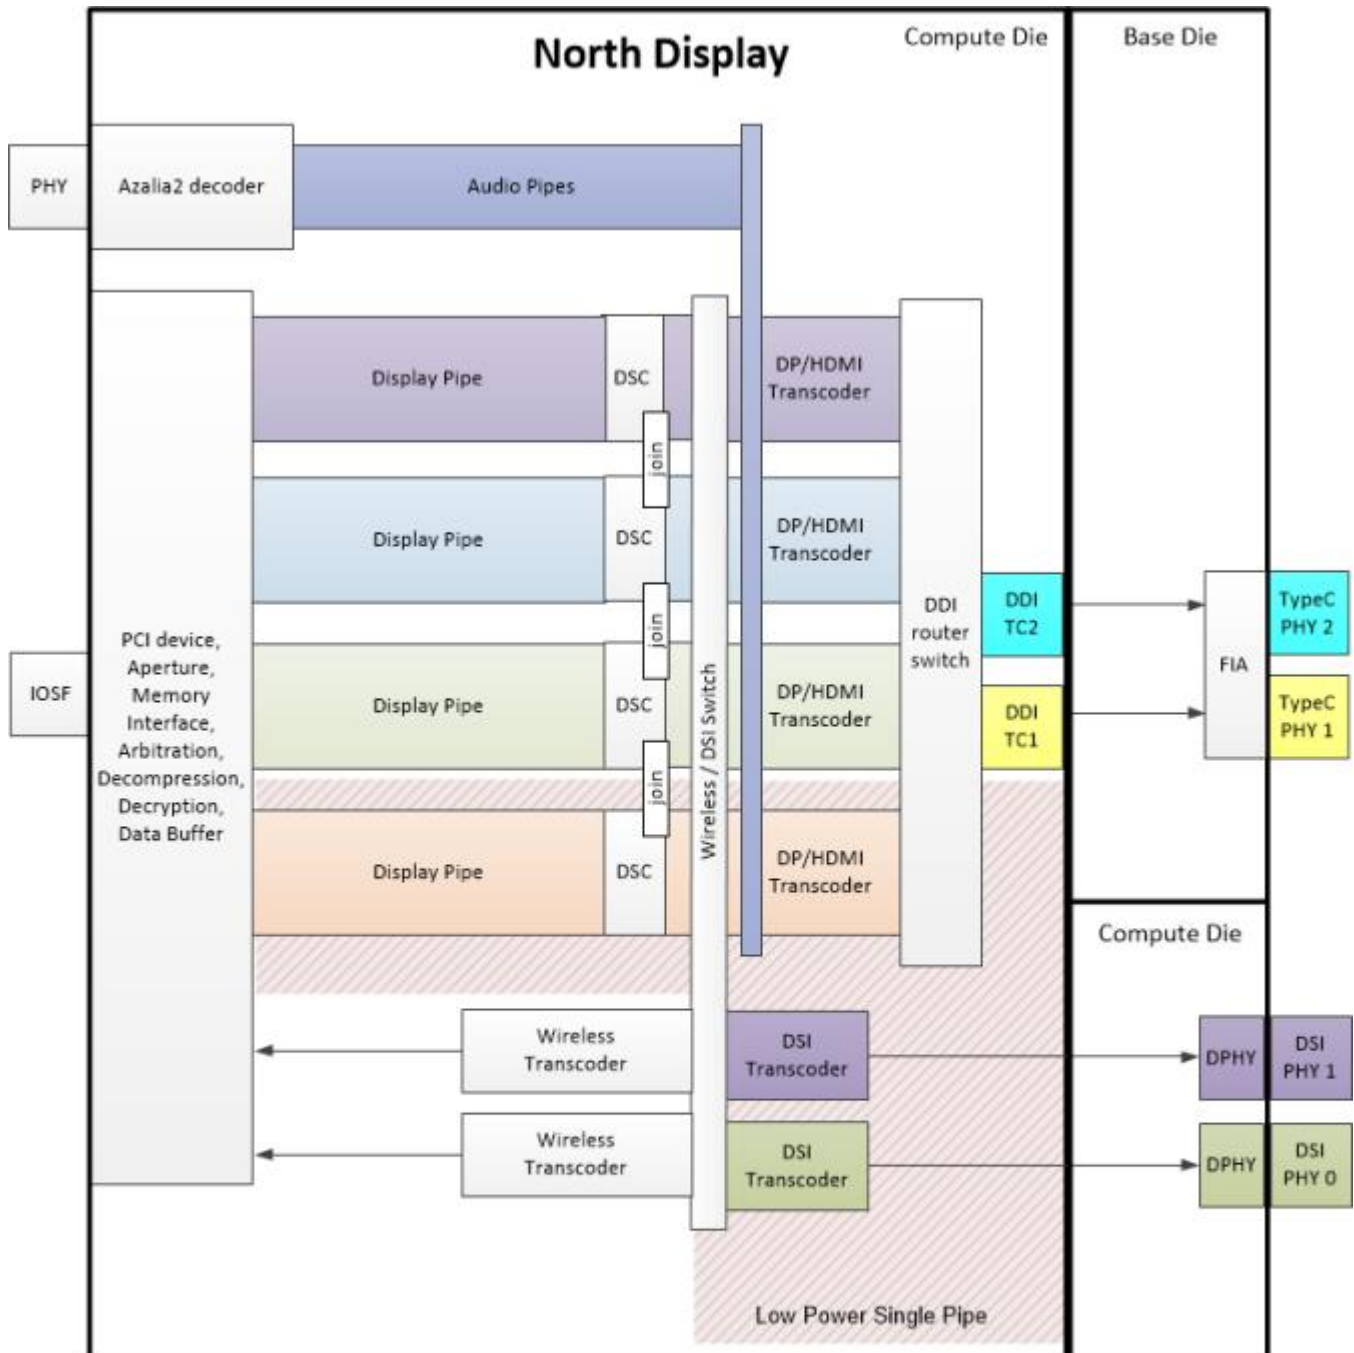 North Display
Compute Die
Base Die
PHY
Azalia2 decoder
Audio Pipes
Display Pipe
DSC
DP/HDMI
Transcoder
join
Display Pipe
DSC
DP/HDMI
Transcoder
join
Display Pipe
DSC
DP/HDMI
Transcoder
join
Display Pipe
DSC
DP/HDMI
Transcoder
IOSF
PCI device,
Aperture,
Memory
Interface,
Arbitration,
Decompression,
Decryption,
Data Buffer
Wireless / DSI Switch
DDI
router
switch
DDI
TC2
DDI
TC1
FIA
TypeC
PHY 2
TypeC
PHY 1
Compute Die
Wireless
Transcoder
DSI
Transcoder
DPHY
DSI
PHY 1
Wireless
Transcoder
DSI
Transcoder
DPHY
DSI
PHY 0
Low Power Single Pipe